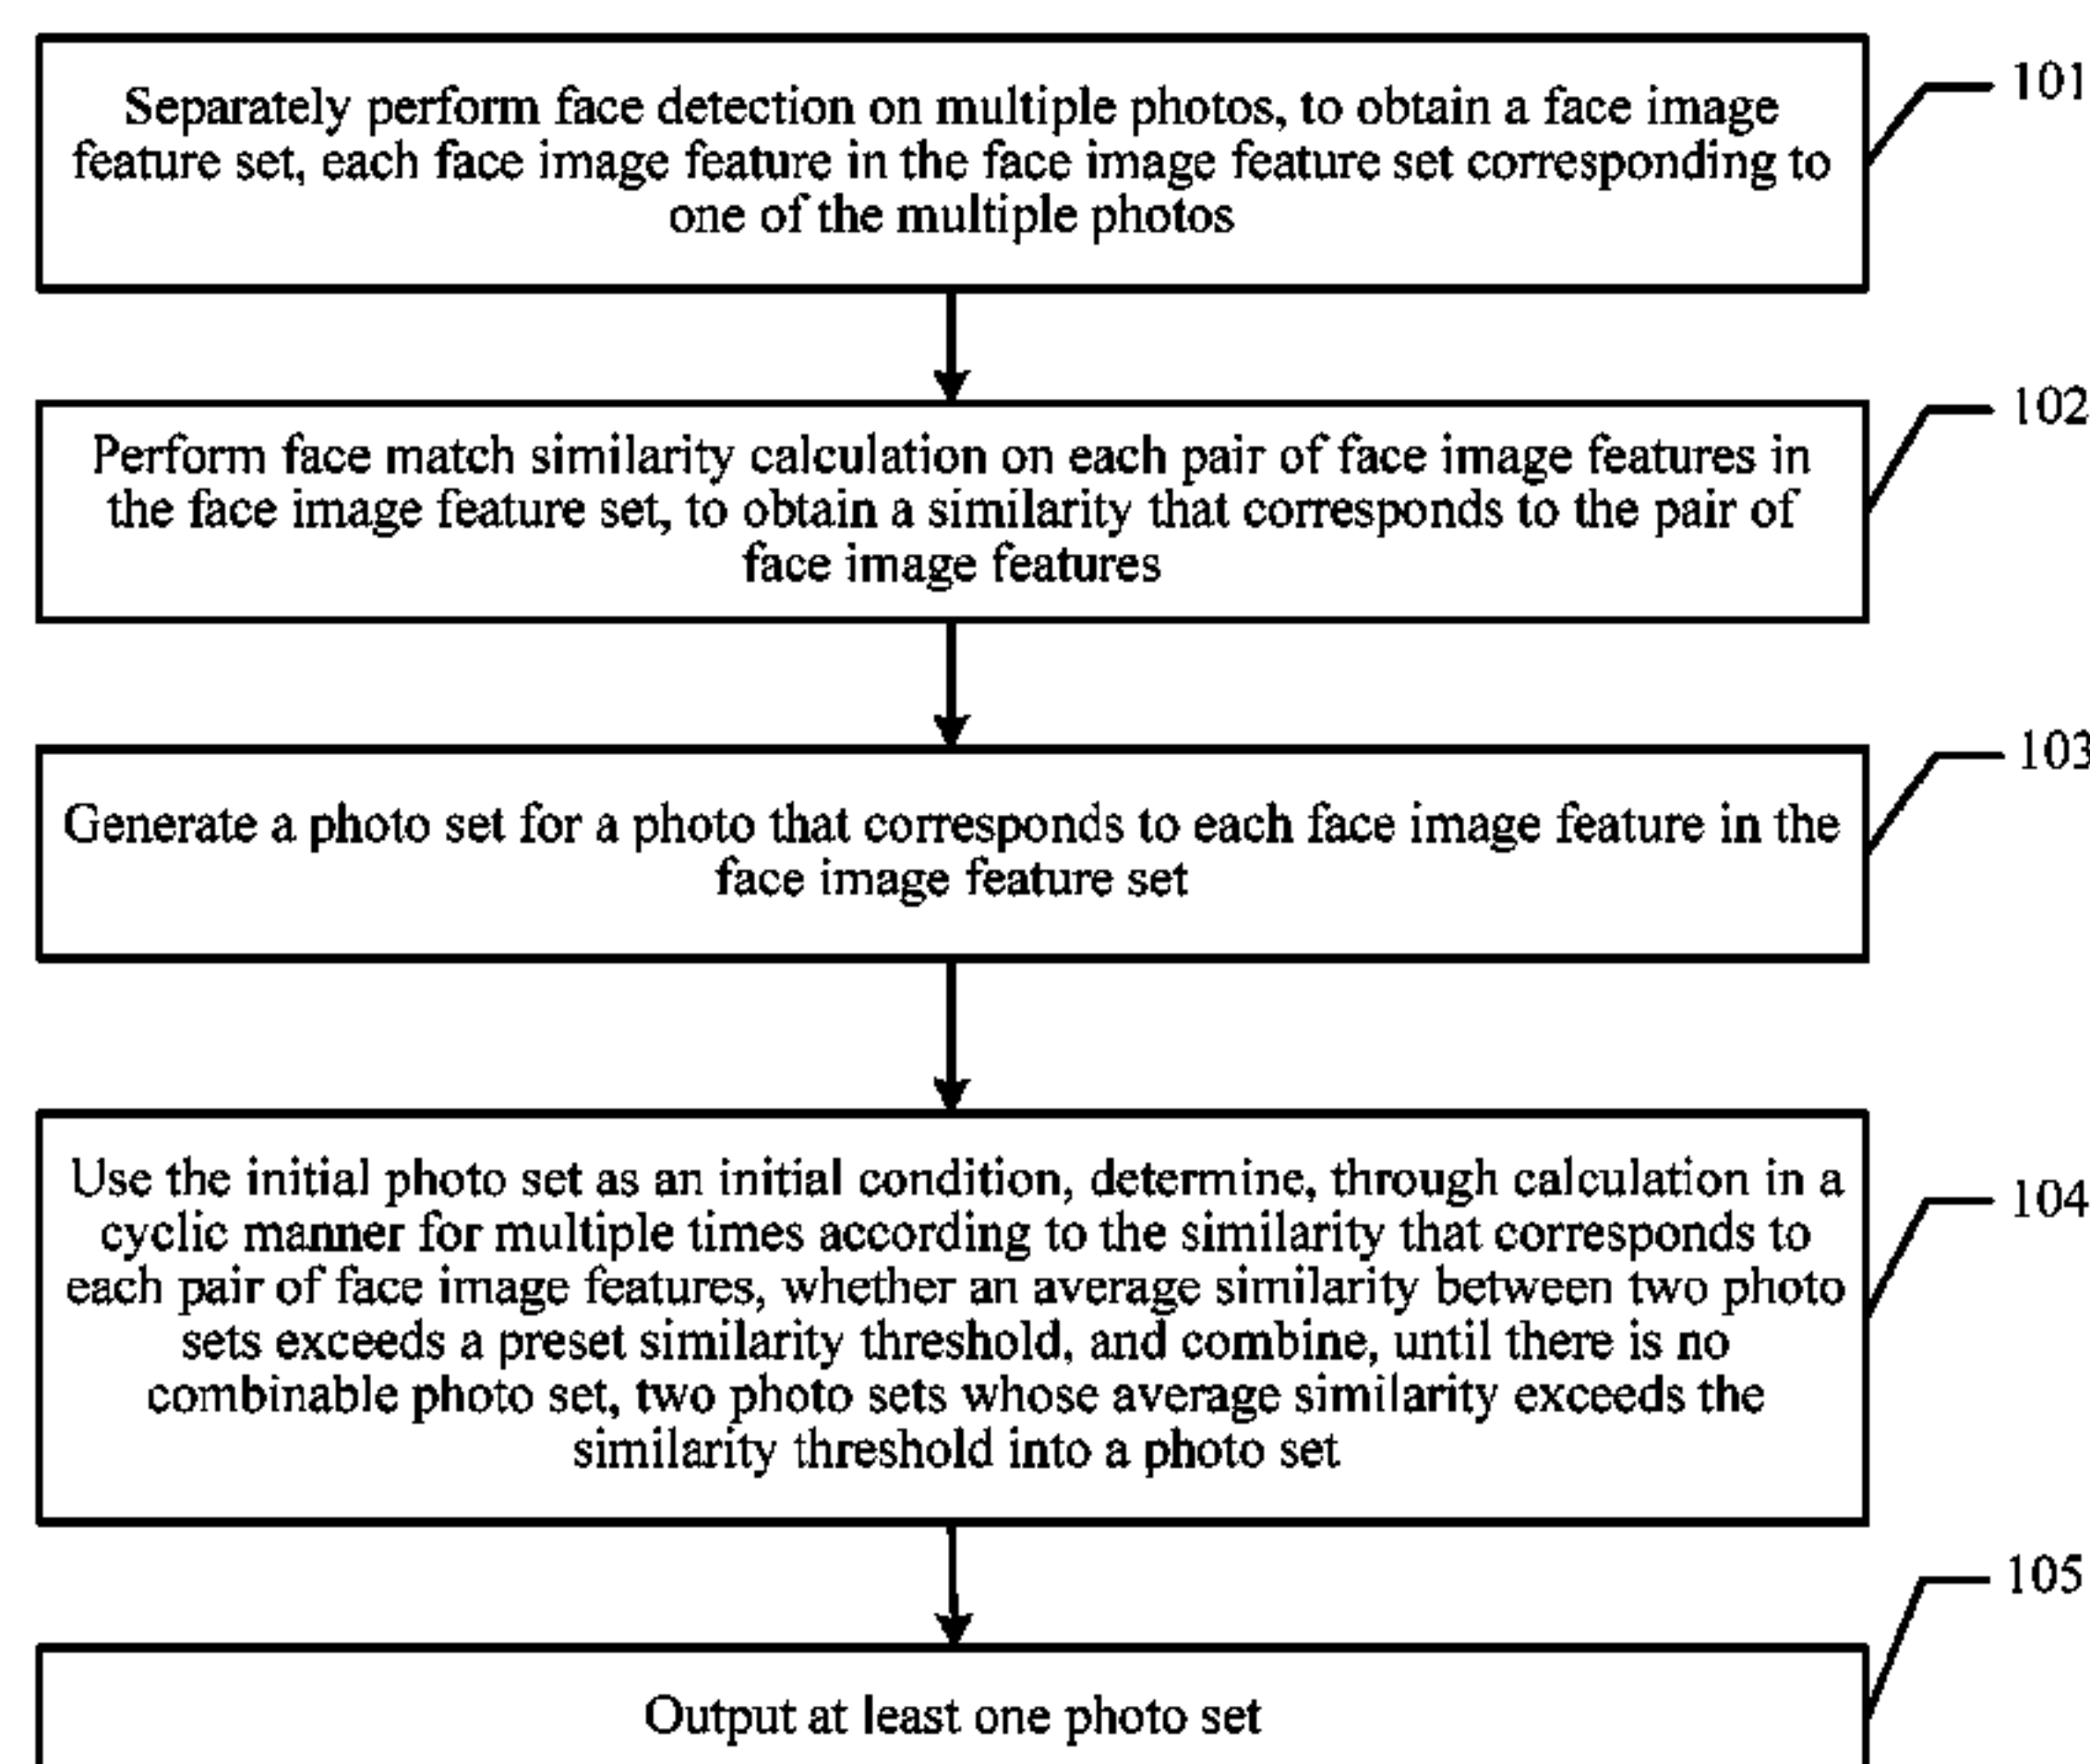 101
Separately perform face detection on multiple photos, to obtain a face image
feature set, each face image feature in the face image feature set corresponding to
one of the multiple photos
102
Perform face match similarity calculation on each pair of face image features in
the face image feature set, to obtain a similarity that corresponds to the pair of
face image features
103
Generate a photo set for a photo that corresponds to each face image feature in the
face image feature set
104
Use the initial photo set as an initial condition, determine, through calculation in a
cyclic manner for multiple times according to the similarity that corresponds to
each pair of face image features, whether an average similarity between two photo
sets exceeds a preset similarity threshold, and combine, until there is no
combinable photo set, two photo sets whose average similarity exceeds the
similarity threshold into a photo set
105
Output at least one photo set